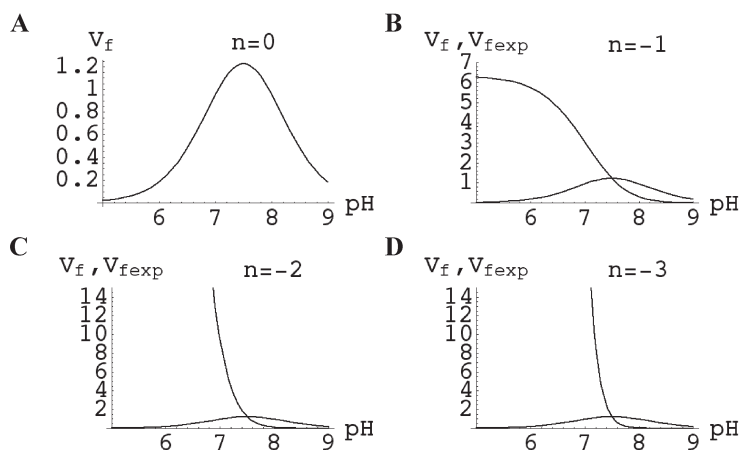 A
Vf n=0
1.2
1
0.8
0.6
0.4
0.2
6 7 8 9 pH
B
Vf,Vfexp n=-1
7
6
5
4
3
2
1
6 7 8 9 pH
C
Vf,Vfexp n=-2
14
12
10
8
6
4
2
6 7 8 9 pH
D
Vf,Vfexp n=-3
14
12
10
8
6
4
2
6 7 8 9 pH